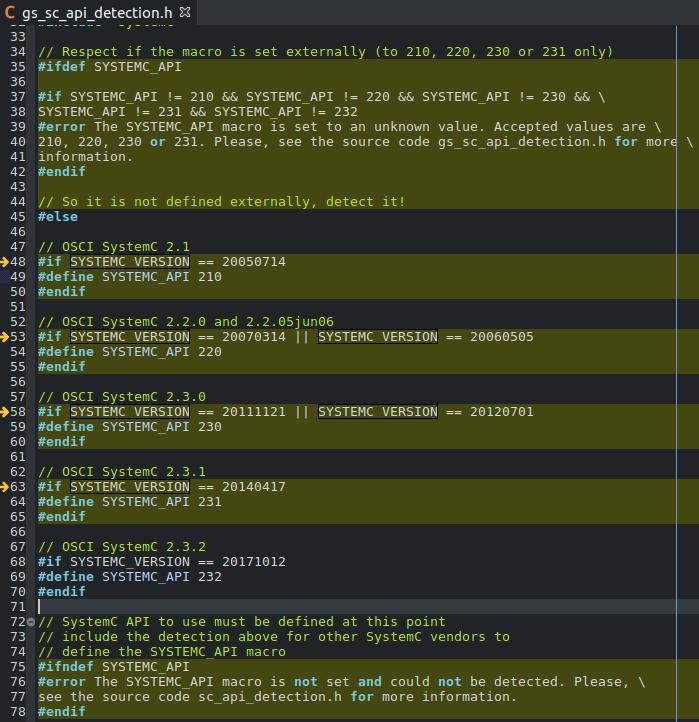 gs_sc_api_detection.h
33
34 // Respect if the macro is set externally (to 210, 220, 230 or 231 only)
35 #ifdef SYSTEMC_API
36
37 #if SYSTEMC_API != 210 && SYSTEMC_API != 220 && SYSTEMC_API != 230 && \
38 SYSTEMC_API != 231 && SYSTEMC_API != 232
39 #error The SYSTEMC_API macro is set to an unknown value. Accepted values are \
40 210, 220, 230 or 231. Please, see the source code gs_sc_api_detection.h for more \
41 information.
42 #endif
43
44 // So it is not defined externally, detect it!
45 #else
46
47 // OSCI SystemC 2.1
48 #if SYSTEMC_VERSION == 20050714
49 #define SYSTEMC_API 210
50 #endif
51
52 // OSCI SystemC 2.2.0 and 2.2.05jun06
53 #if SYSTEMC_VERSION == 20070314 || SYSTEMC_VERSION == 20060505
54 #define SYSTEMC_API 220
55 #endif
56
57 // OSCI SystemC 2.3.0
58 #if SYSTEMC_VERSION == 20111121 || SYSTEMC_VERSION == 20120701
59 #define SYSTEMC_API 230
60 #endif
61
62 // OSCI SystemC 2.3.1
63 #if SYSTEMC_VERSION == 20140417
64 #define SYSTEMC_API 231
65 #endif
66
67 // OSCI SystemC 2.3.2
68 #if SYSTEMC_VERSION == 20171012
69 #define SYSTEMC_API 232
70 #endif
71
72 // SystemC API to use must be defined at this point
73 // include the detection above for other SystemC vendors to
74 // define the SYSTEMC_API macro
75 #ifndef SYSTEMC_API
76 #error The SYSTEMC_API macro is not set and could not be detected. Please, \
77 see the source code sc_api_detection.h for more information.
78 #endif